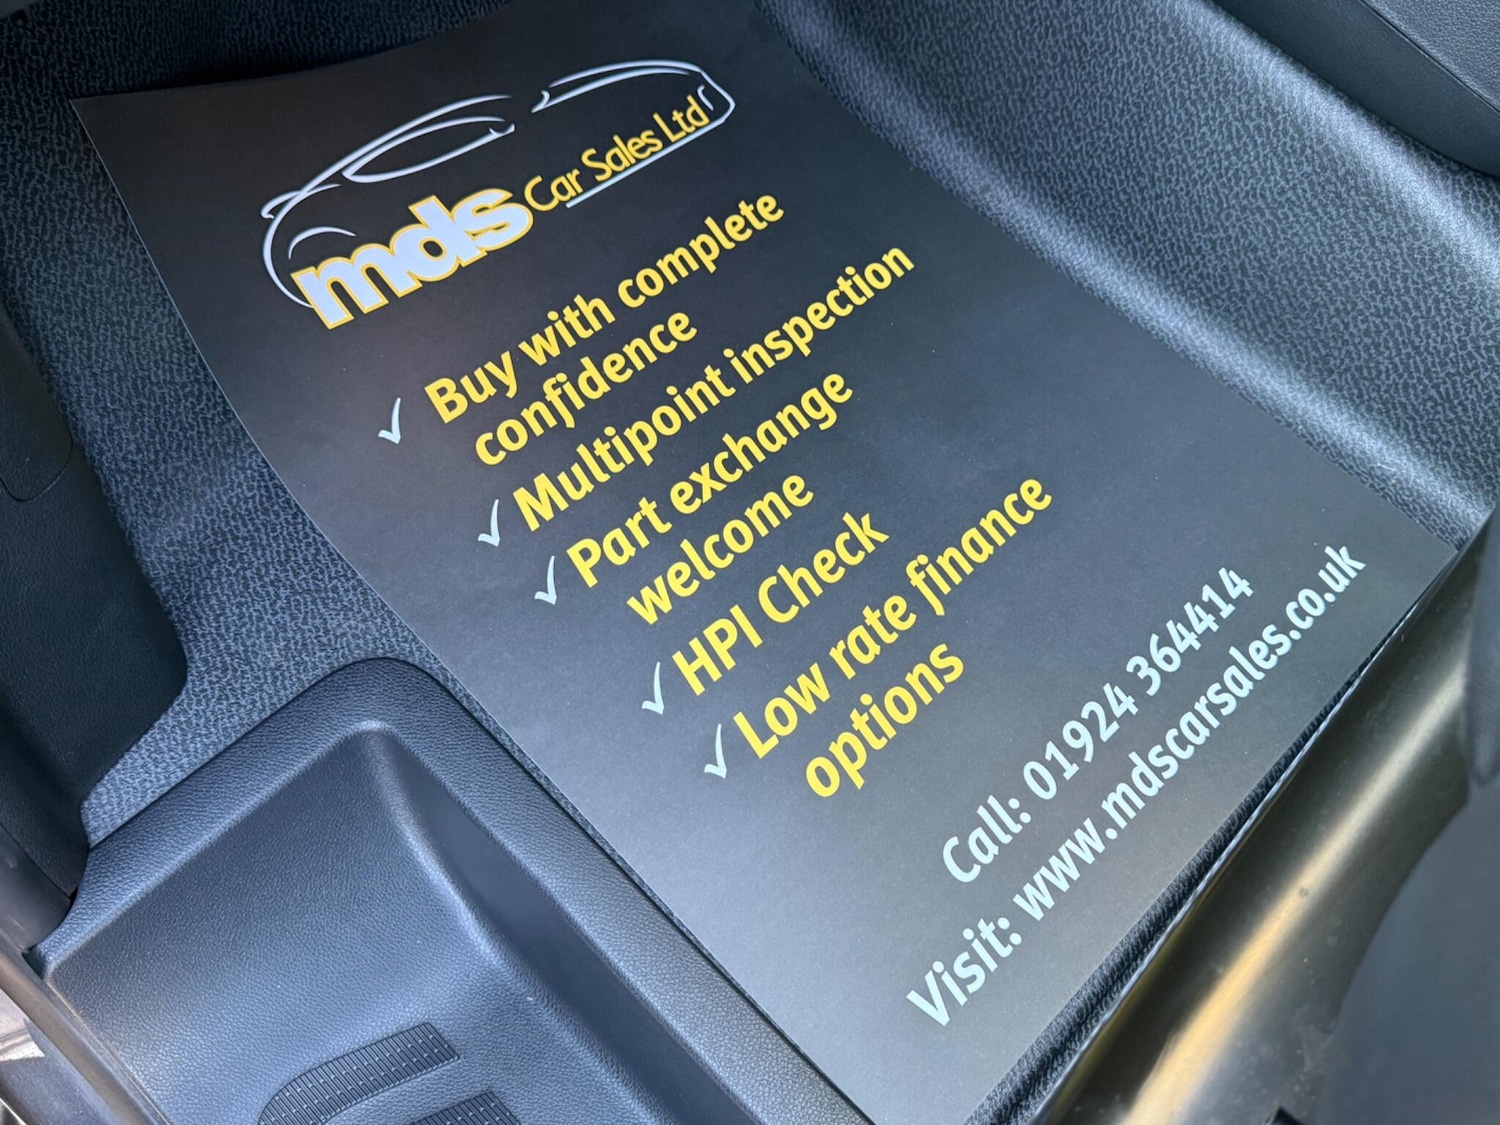 mds Car Sales Ltd
✓ Buy with complete
confidence
✓ Multipoint inspection
✓ Part exchange
welcome
✓ HPI Check
✓ Low rate finance
options
Call: 01924 364414
Visit: www.mdscarsales.co.uk